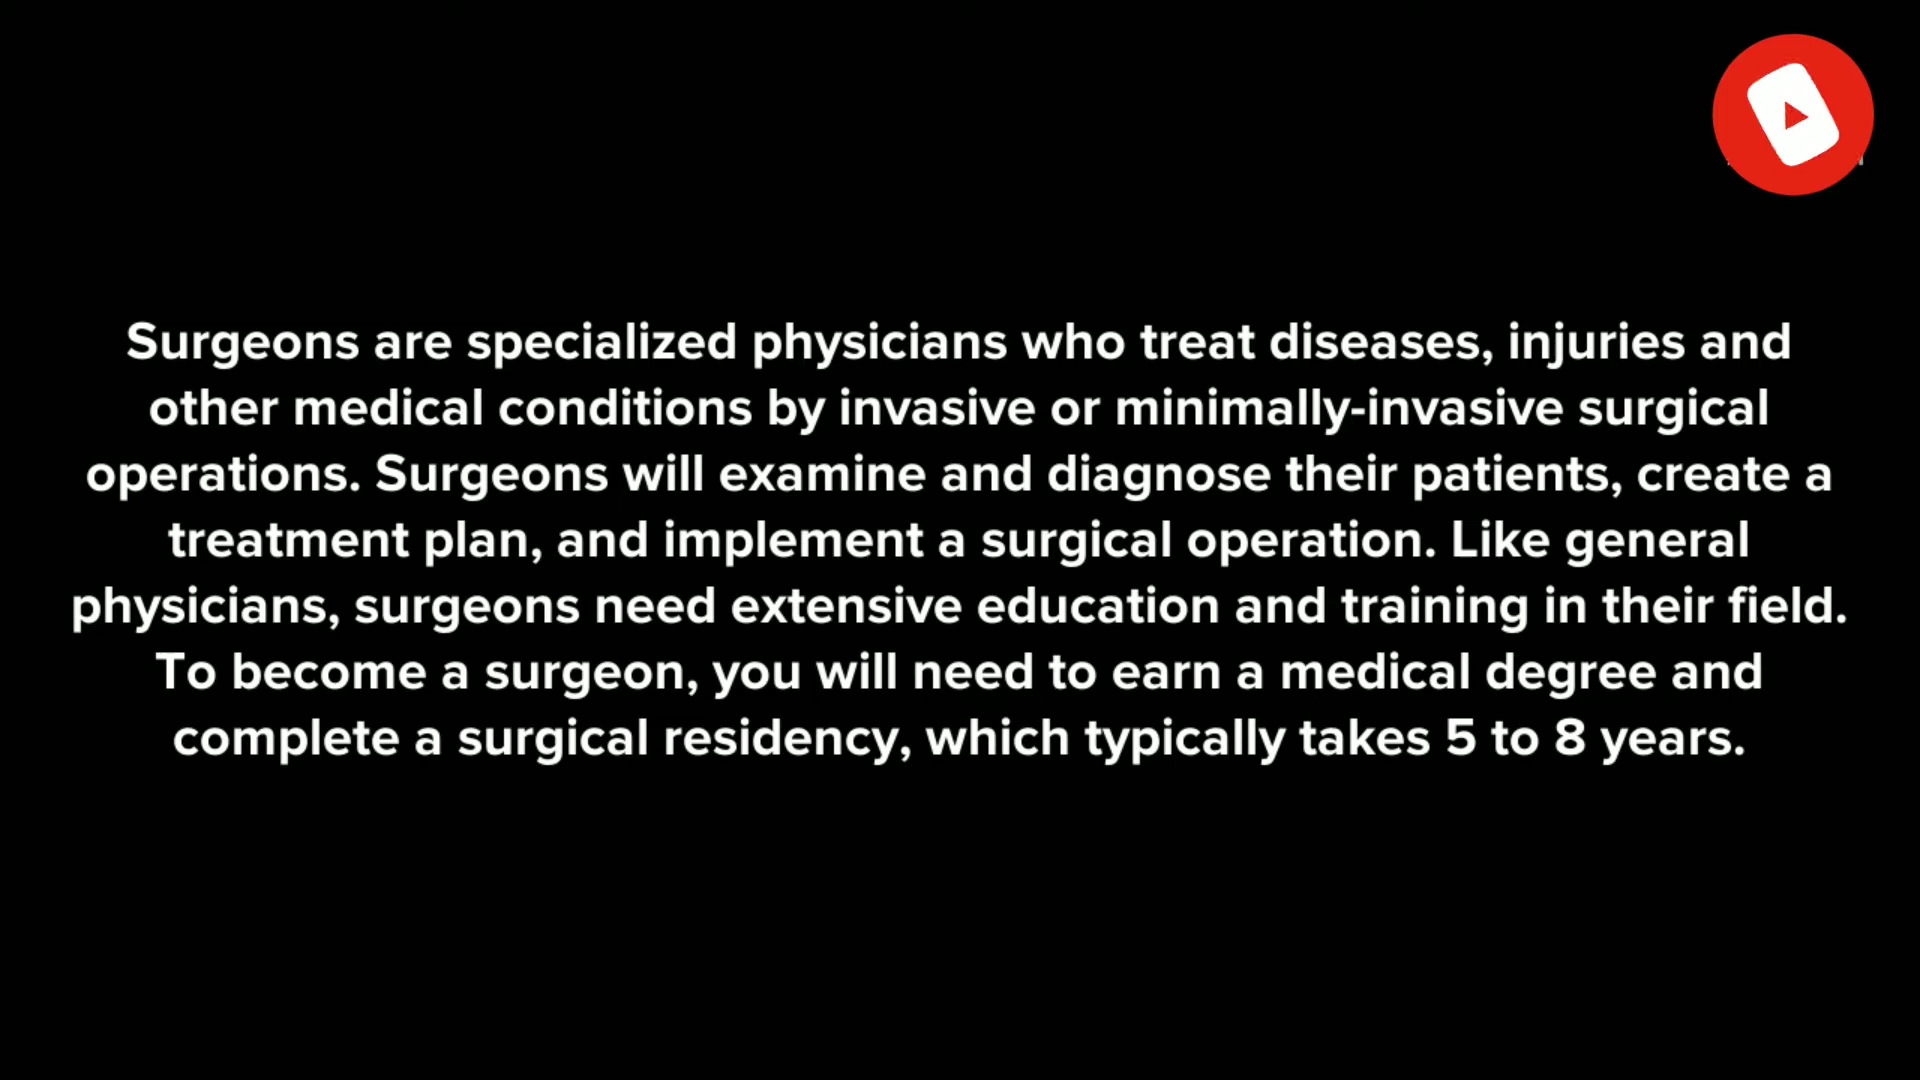 Surgeons are specialized physicians who treat diseases, injuries and
other medical conditions by invasive or minimally-invasive surgical
operations. Surgeons will examine and diagnose their patients, create a
treatment plan, and implement a surgical operation. Like general
physicians, surgeons need extensive education and training in their field.
To become a surgeon, you will need to earn a medical degree and
complete a surgical residency, which typically takes 5 to 8 years.